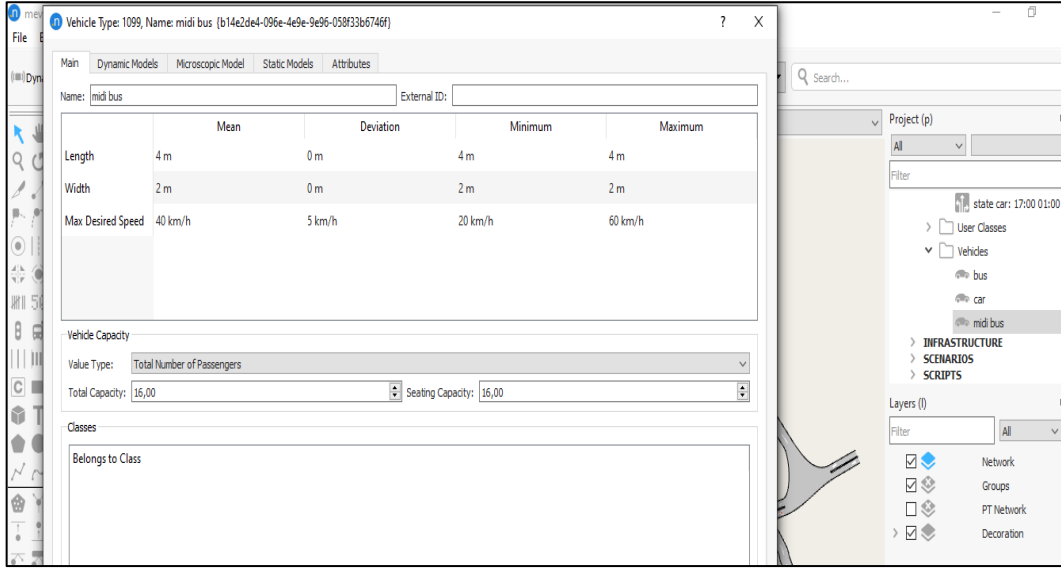 mev
Vehicle Type: 1099, Name: midi bus {b14e2de4-096e-4e9e-9e96-058f33b6746f}
?
X
File
Dyna
Main Dynamic Models Microscopic Model Static Models Attributes
Search...
Name: midi bus External ID:
Mean Deviation Minimum Maximum
Length 4 m 0 m 4 m 4 m
Width 2 m 0 m 2 m 2 m
Max Desired Speed 40 km/h 5 km/h 20 km/h 60 km/h
Vehicle Capacity
Value Type: Total Number of Passengers
Total Capacity: 16,00 Seating Capacity: 16,00
Classes
Belongs to Class
Project (p)
All
Filter
state car: 17:00 01:00
User Classes
Vehicles
bus
car
midi bus
INFRASTRUCTURE
SCENARIOS
SCRIPTS
Layers (l)
Filter All
Network
Groups
PT Network
Decoration